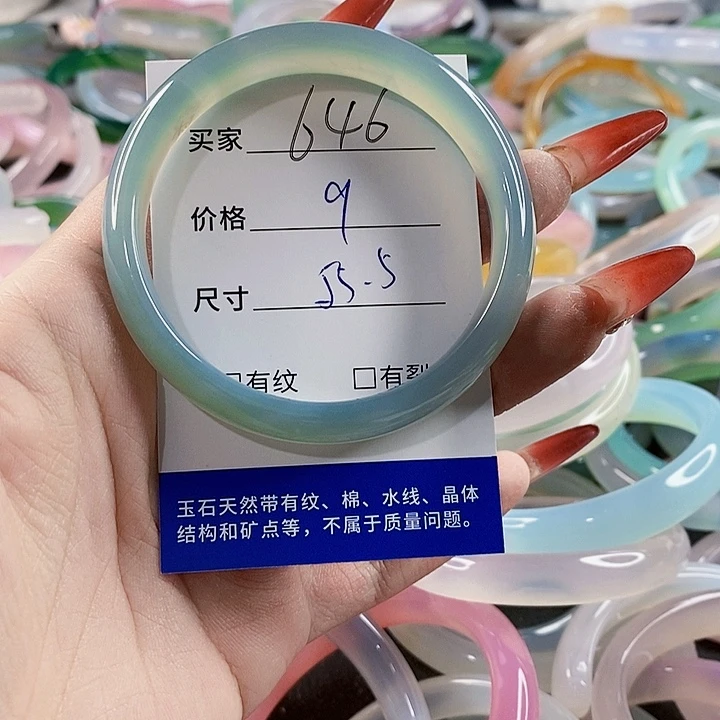 买家 646
价格 9
尺寸 55.5
有纹 □有裂
玉石天然带有纹、棉、水线、晶体
结构和矿点等，不属于质量问题。